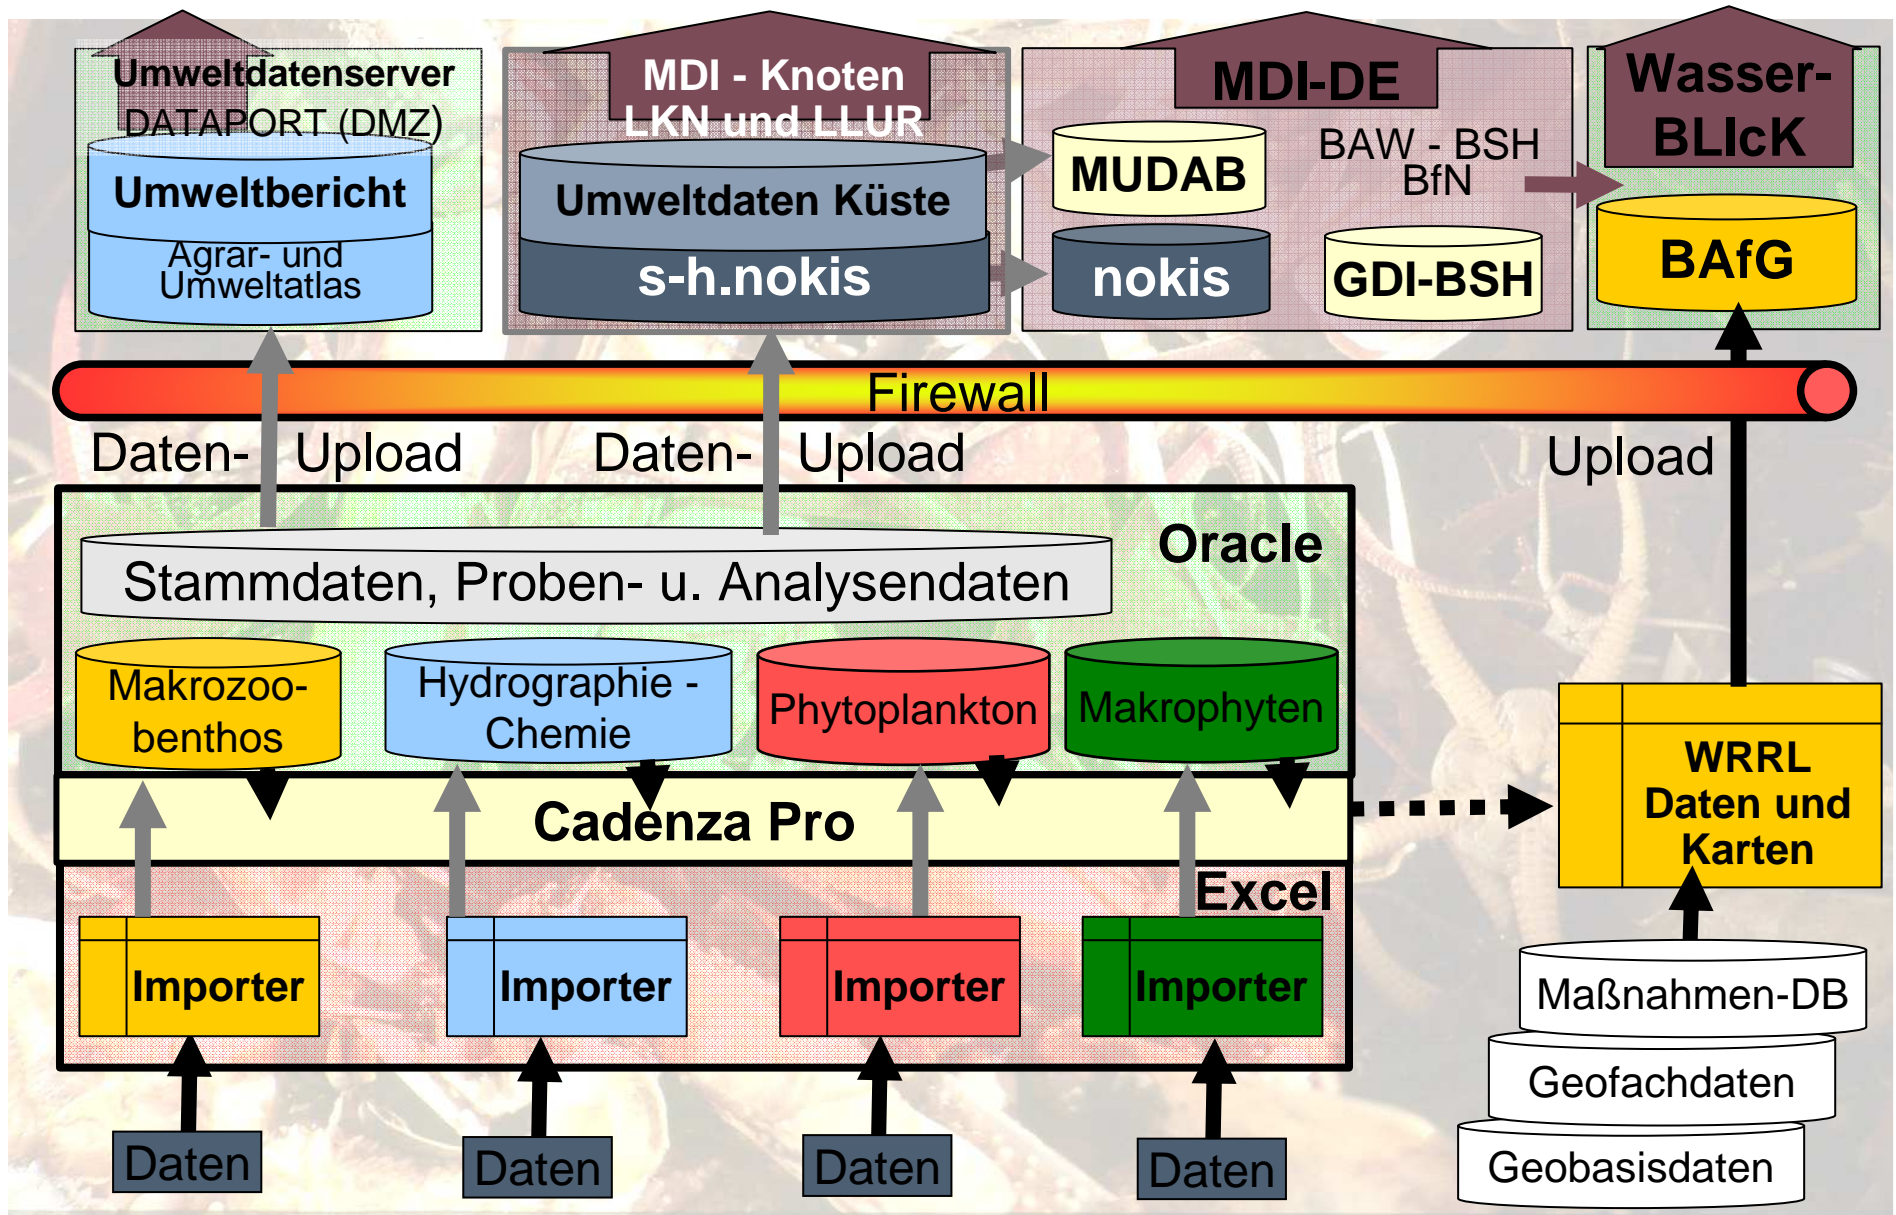 Umweltdatenserver
DATAPORT (DMZ)
Umweltbericht
Agrar- und
Umweltatlas
MDI - Knoten
LKN und LLUR
Umweltdaten Küste
s-h.nokis
MDI-DE
MUDAB
BAW - BSH
BfN
nokis
GDI-BSH
Wasser-
BLIcK
BAfG
Firewall
Daten- Upload
Daten- Upload
Upload
Oracle
Stammdaten, Proben- u. Analysendaten
Makrozoo-
benthos
Hydrographie -
Chemie
Phytoplankton
Makrophyten
Cadenza Pro
WRRL
Daten und
Karten
Excel
Importer
Importer
Importer
Importer
Maßnahmen-DB
Geofachdaten
Geobasisdaten
Daten
Daten
Daten
Daten